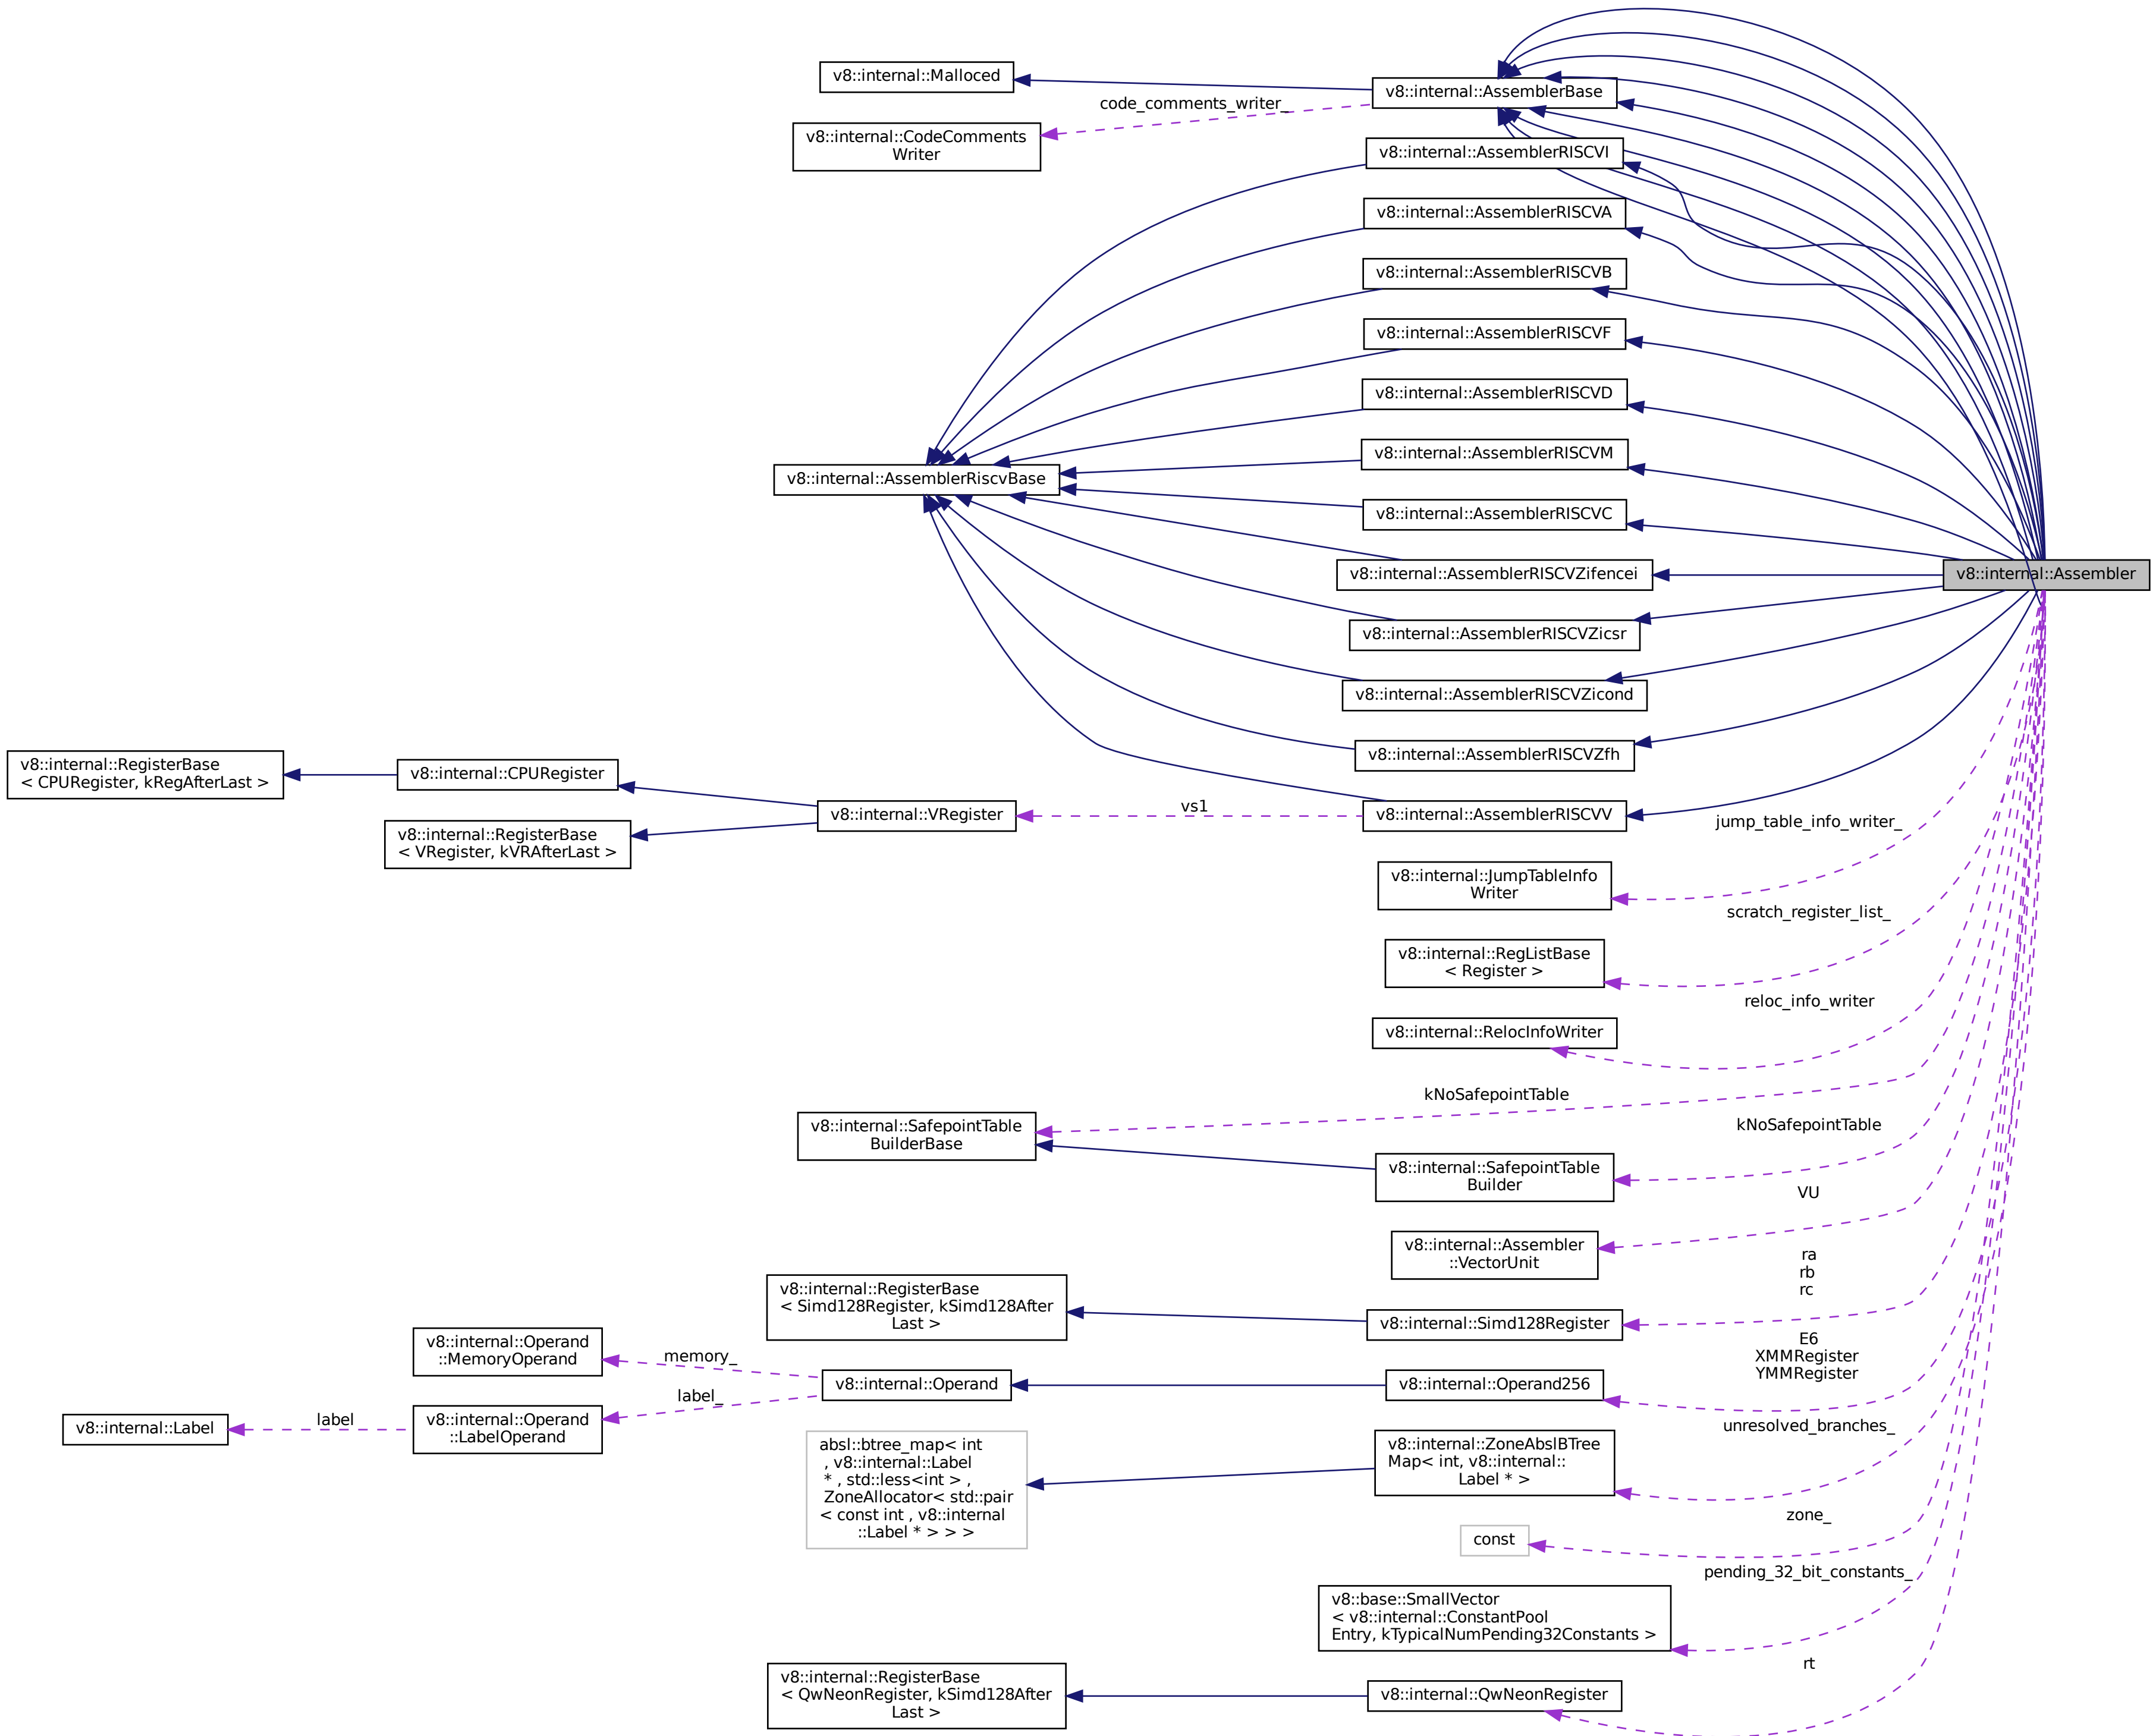 v8::internal::Malloced
v8::internal::AssemblerBase
code_comments_writer_
v8::internal::CodeComments
Writer
v8::internal::AssemblerRISCVI
v8::internal::AssemblerRISCVA
v8::internal::AssemblerRISCVB
v8::internal::AssemblerRISCVF
v8::internal::AssemblerRISCVD
v8::internal::AssemblerRISCVM
v8::internal::AssemblerRiscvBase
v8::internal::AssemblerRISCVC
v8::internal::AssemblerRISCVZifencei
v8::internal::Assembler
v8::internal::AssemblerRISCVZicsr
v8::internal::AssemblerRISCVZicond
v8::internal::AssemblerRISCVZfh
v8::internal::RegisterBase
< CPURegister, kRegAfterLast >
v8::internal::CPURegister
v8::internal::VRegister
vs1
v8::internal::AssemblerRISCVV
jump_table_info_writer_
v8::internal::RegisterBase
< VRegister, kVRAfterLast >
v8::internal::JumpTableInfo
Writer
scratch_register_list_
v8::internal::RegListBase
< Register >
reloc_info_writer
v8::internal::RelocInfoWriter
kNoSafepointTable
v8::internal::SafepointTable
BuilderBase
kNoSafepointTable
v8::internal::SafepointTable
Builder
VU
v8::internal::Assembler
::VectorUnit
ra
rb
rc
v8::internal::RegisterBase
< Simd128Register, kSimd128After
Last >
v8::internal::Simd128Register
v8::internal::Operand
::MemoryOperand
memory_
v8::internal::Operand
v8::internal::Operand256
E6
XMMRegister
YMMRegister
label_
v8::internal::Label
label
v8::internal::Operand
::LabelOperand
unresolved_branches_
absl::btree_map< int
, v8::internal::Label
* , std::less<int > ,
ZoneAllocator< std::pair
< const int , v8::internal
::Label * > > >
v8::internal::ZoneAbslBTree
Map< int, v8::internal::
Label * >
zone_
const
pending_32_bit_constants_
v8::base::SmallVector
< v8::internal::ConstantPool
Entry, kTypicalNumPending32Constants >
rt
v8::internal::RegisterBase
< QwNeonRegister, kSimd128After
Last >
v8::internal::QwNeonRegister